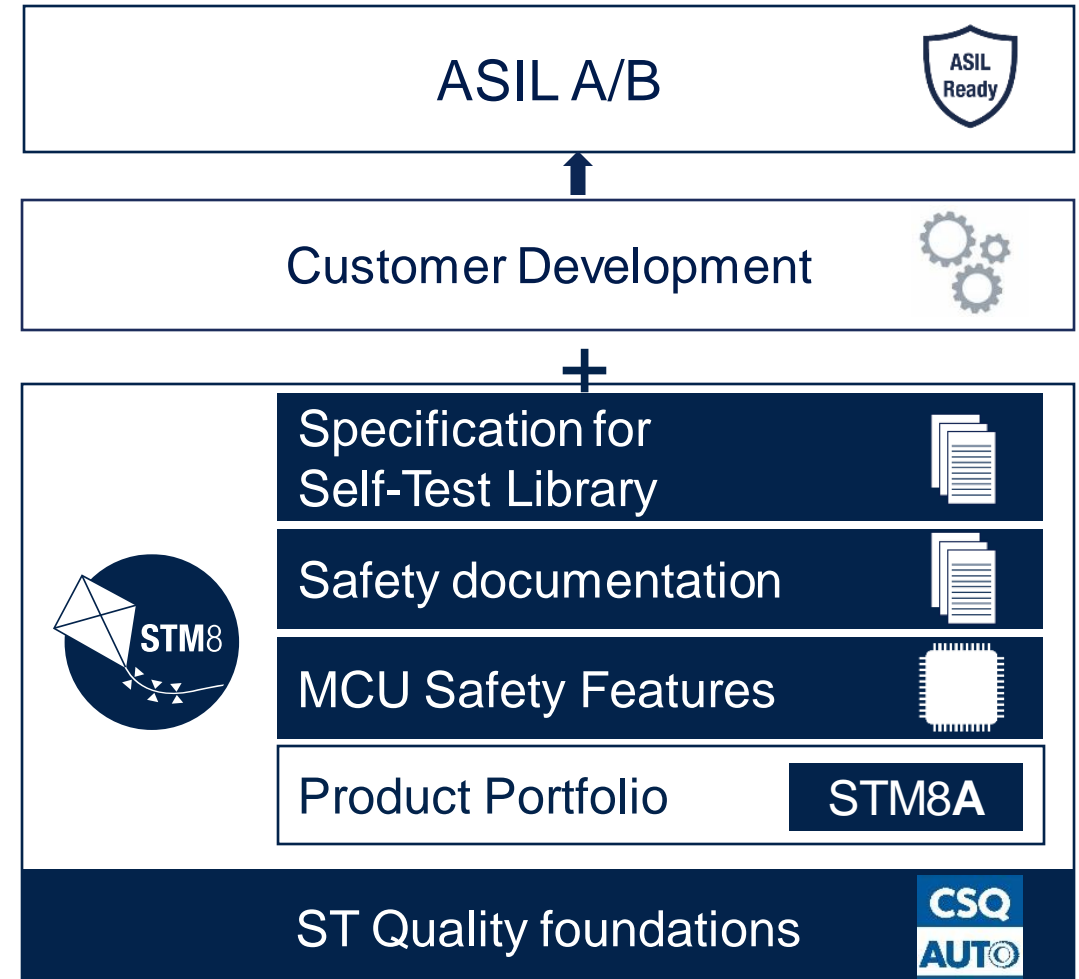 ASIL A/B
ASIL
Ready
Customer Development
+
Specification for
Self-Test Library
Safety documentation
STM8
MCU Safety Features
Product Portfolio
STM8A
ST Quality foundations
CSQ
AUTO